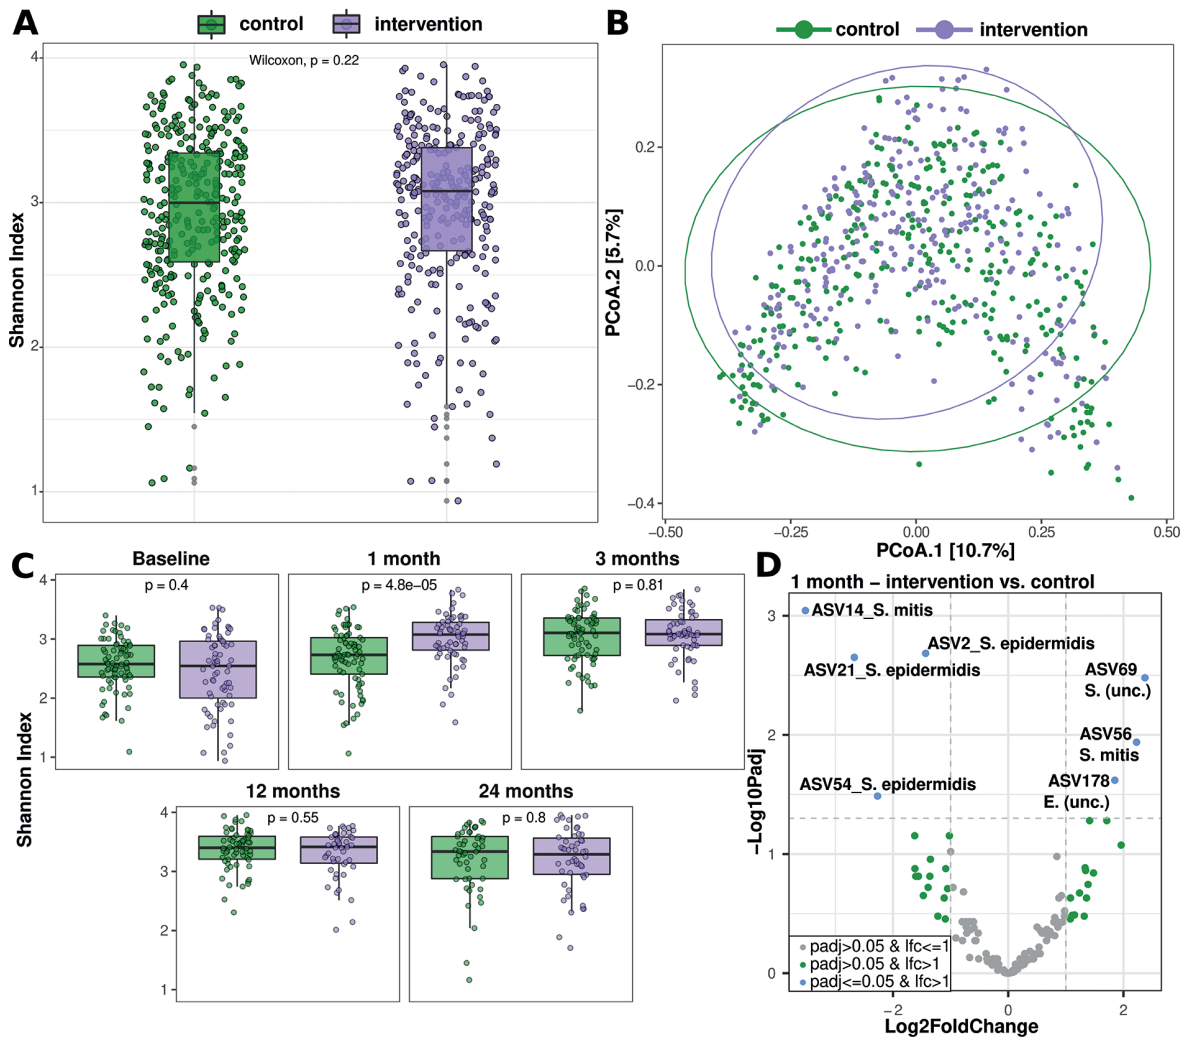 A
control
intervention
Shannon Index
4
3
2
1
Wilcoxon, p = 0.22
B
control
intervention
PCoA.2 [5.7%]
0.2
0.0
−0.2
−0.4
−0.50
−0.25
0.00
0.25
0.50
PCoA.1 [10.7%]
C
Shannon Index
Baseline
p = 0.4
1 month
p = 4.8e−05
3 months
p = 0.81
4
3
2
1
12 months
p = 0.55
24 months
p = 0.8
4
3
2
1
D
1 month − intervention vs. control
−Log10Padj
3
2
1
0
ASV14_S. mitis
ASV2_S. epidermidis
ASV21_S. epidermidis
ASV69
S. (unc.)
ASV56
S. mitis
ASV178
E. (unc.)
ASV54_S. epidermidis
padj>0.05 & lfc<=1
padj>0.05 & lfc>1
padj<=0.05 & lfc>1
−2
0
2
Log2FoldChange